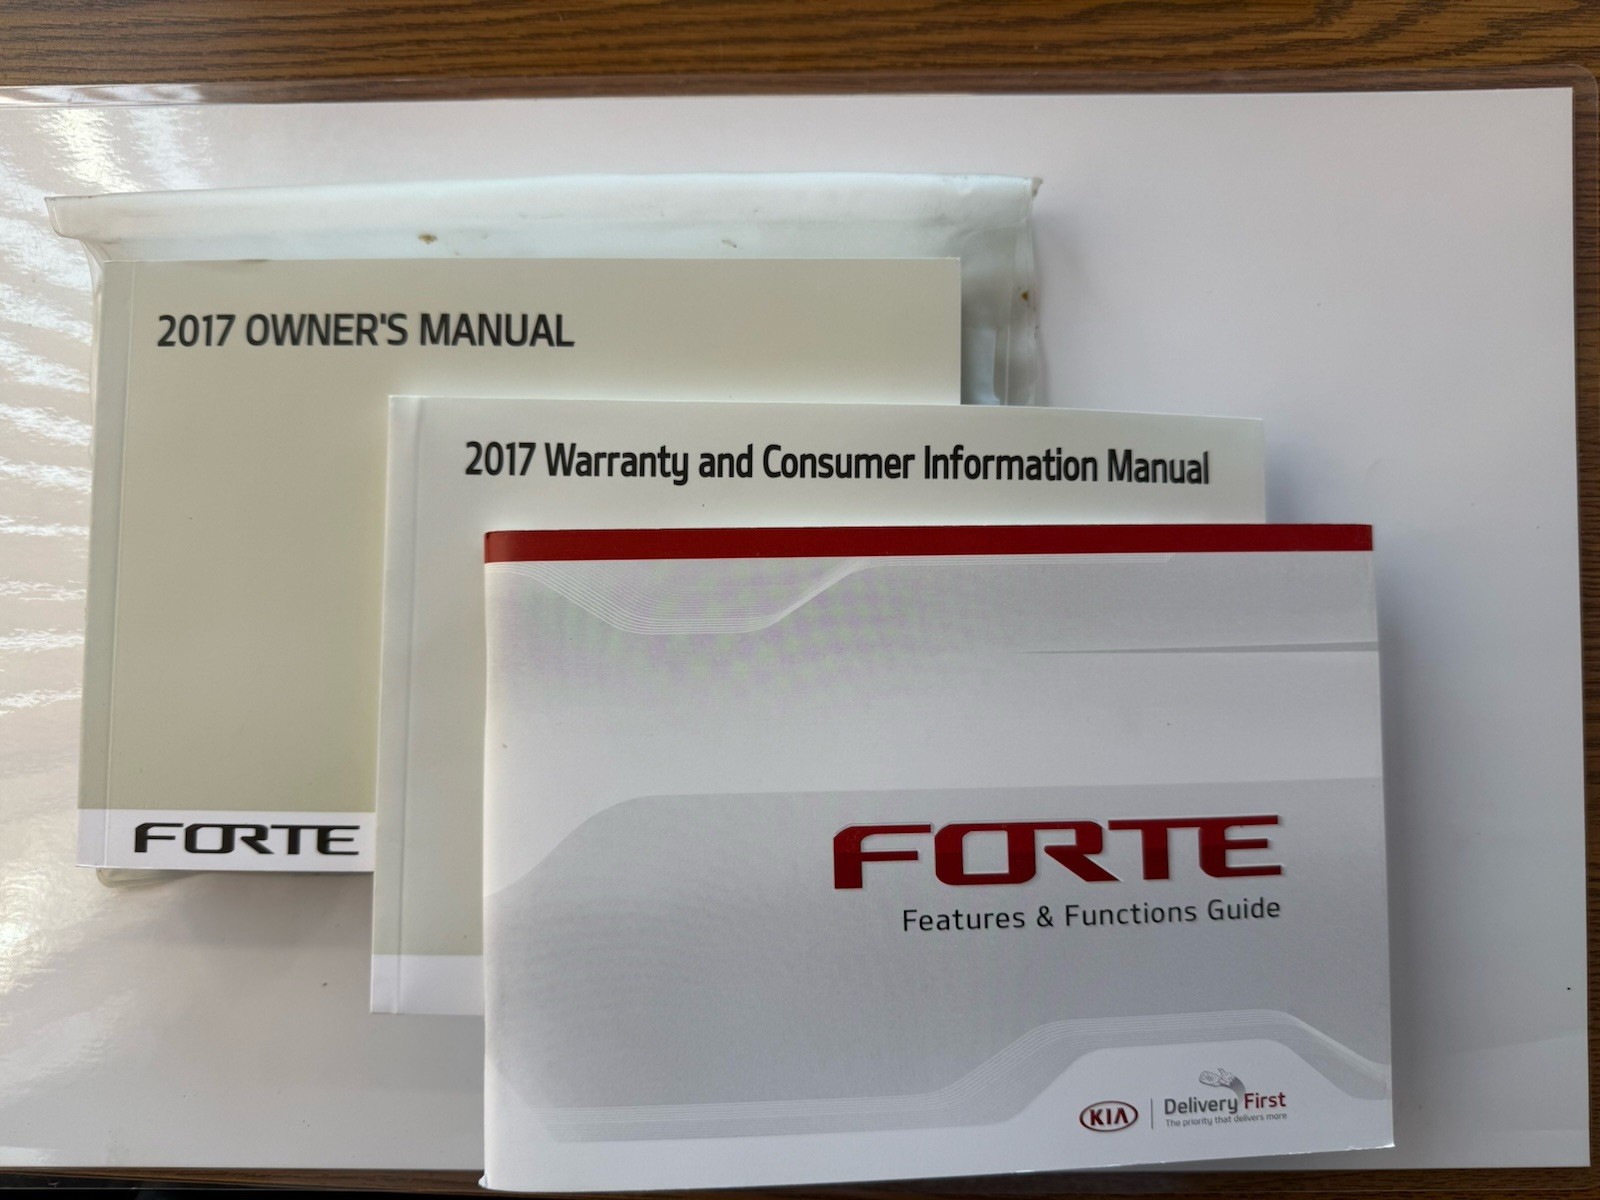 2017 OWNER'S MANUAL
FORTE
2017 Warranty and Consumer Information Manual
FORTE
Features & Functions Guide
KIA
Delivery First
The priority that delivers more